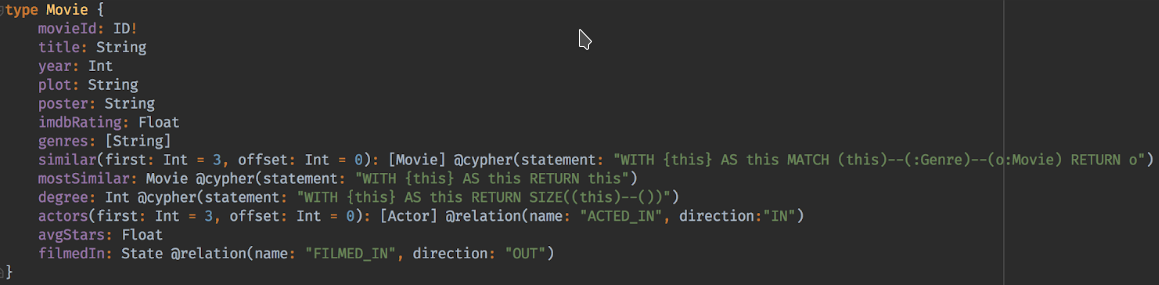 type Movie {
movieId: ID!
title: String
year: Int
plot: String
poster: String
imdbRating: Float
genres: [String]
similar(first: Int = 3, offset: Int = 0): [Movie] @cypher(statement: "WITH {this} AS this MATCH (this)--(:Genre)--(o:Movie) RETURN o")
mostSimilar: Movie @cypher(statement: "WITH {this} AS this RETURN this")
degree: Int @cypher(statement: "WITH {this} AS this RETURN SIZE((this)--())")
actors(first: Int = 3, offset: Int = 0): [Actor] @relation(name: "ACTED_IN", direction:"IN")
avgStars: Float
filmedIn: State @relation(name: "FILMED_IN", direction: "OUT")
}